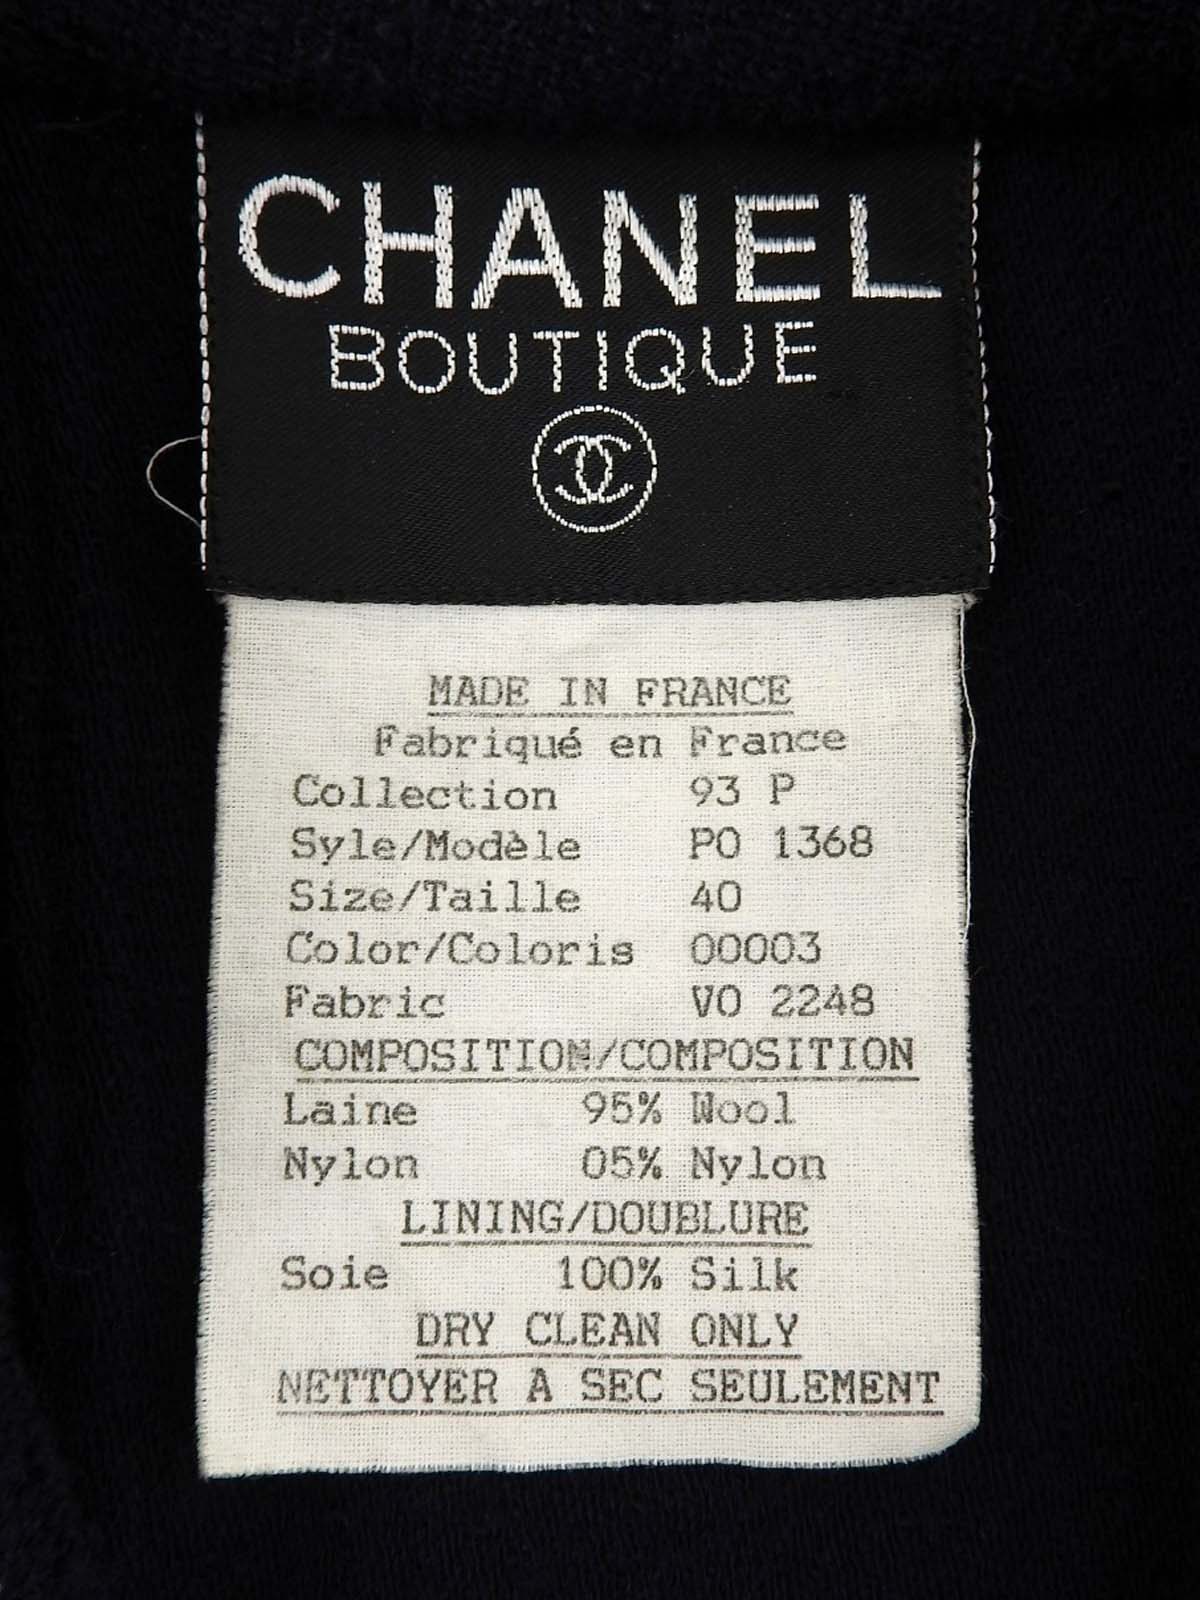 CHANEL
BOUTIQUE
MADE IN FRANCE
Fabriqué en France
Collection 93 P
Syle/Modèle PO 1368
Size/Taille 40
Color/Coloris 00003
Fabric VO 2248
COMPOSITION/COMPOSITION
Laine 95% Wool
Nylon 05% Nylon
LINING/DOUBLURE
Soie 100% Silk
DRY CLEAN ONLY
NETTOYER A SEC SEULEMENT